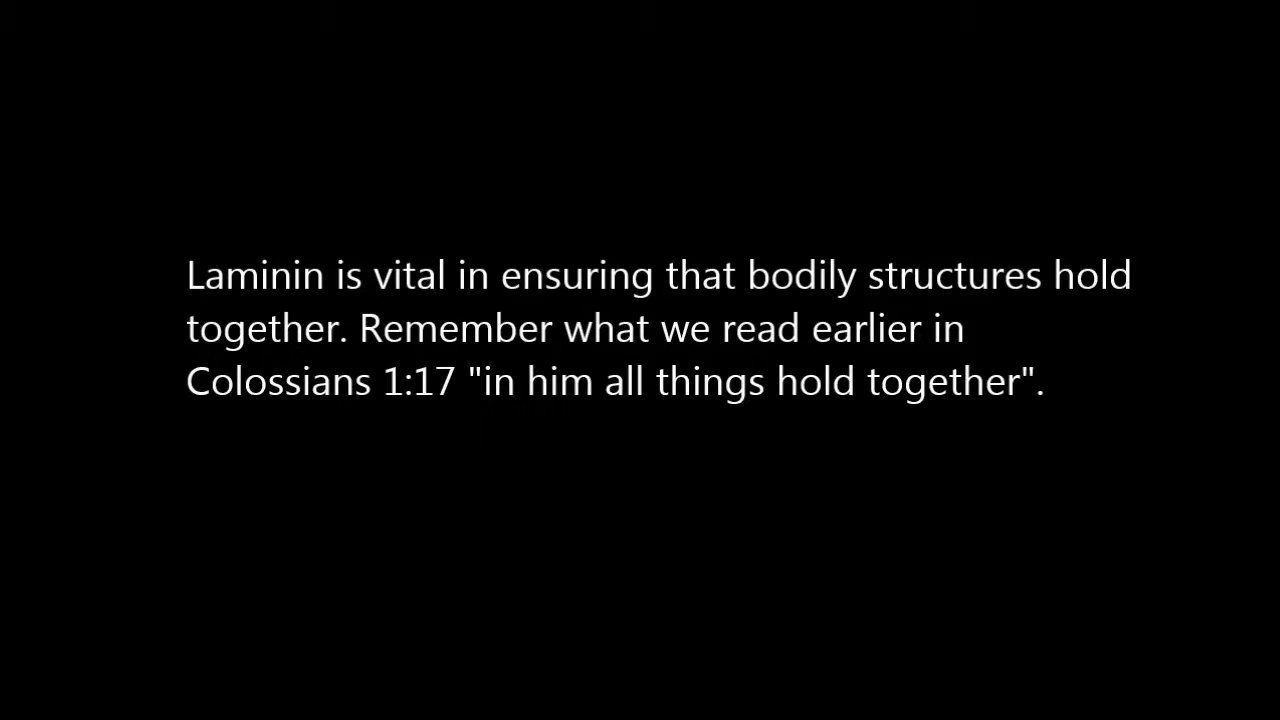 Laminin is vital in ensuring that bodily structures hold
together. Remember what we read earlier in
Colossians 1:17 "in him all things hold together".